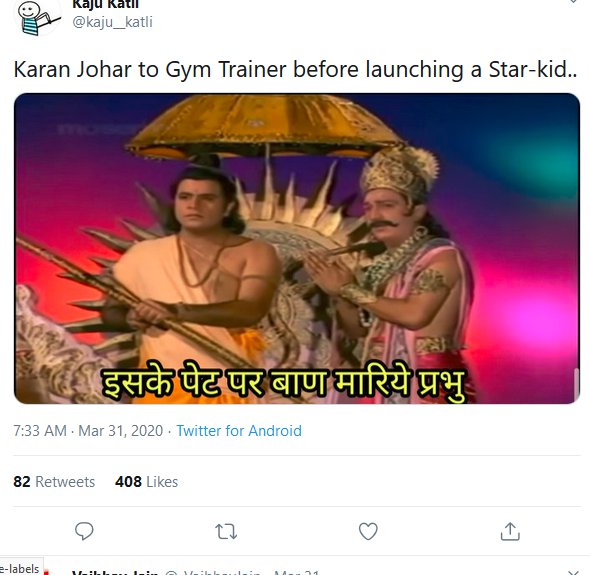 Kaju Katli
@kaju__katli
Karan Johar to Gym Trainer before launching a Star-kid..
इसके पेट पर बाण मारिये प्रभु
7:33 AM · Mar 31, 2020 · Twitter for Android
82 Retweets 408 Likes
e-labels
Vaibhav Jain @_VaibhavJain · Mar 31